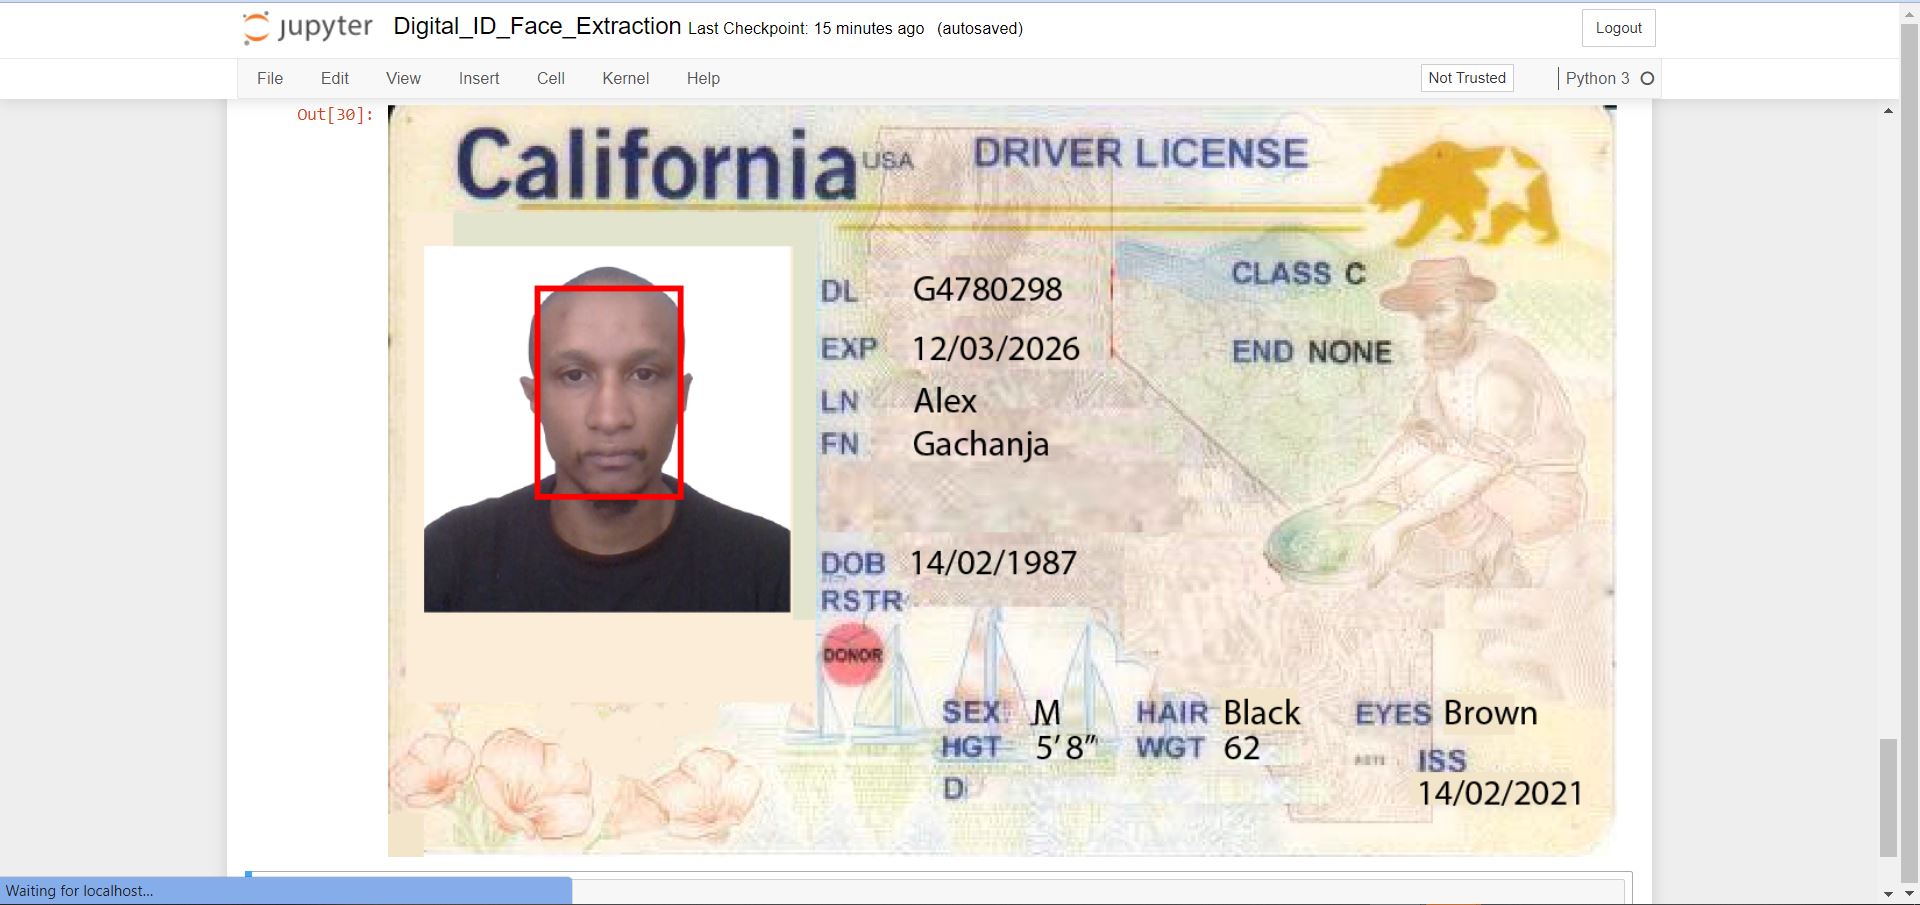 jupyter Digital_ID_Face_Extraction Last Checkpoint: 15 minutes ago (autosaved) Logout
File Edit View Insert Cell Kernel Help Not Trusted Python 3
Out[30]:
California USA DRIVER LICENSE
DL G4780298 CLASS C
EXP 12/03/2026 END NONE
LN Alex
FN Gachanja
DOB 14/02/1987
RSTR
DONOR
SEX M HAIR Black EYES Brown
HGT 5'8" WGT 62
ISS
D 14/02/2021
Waiting for localhost...